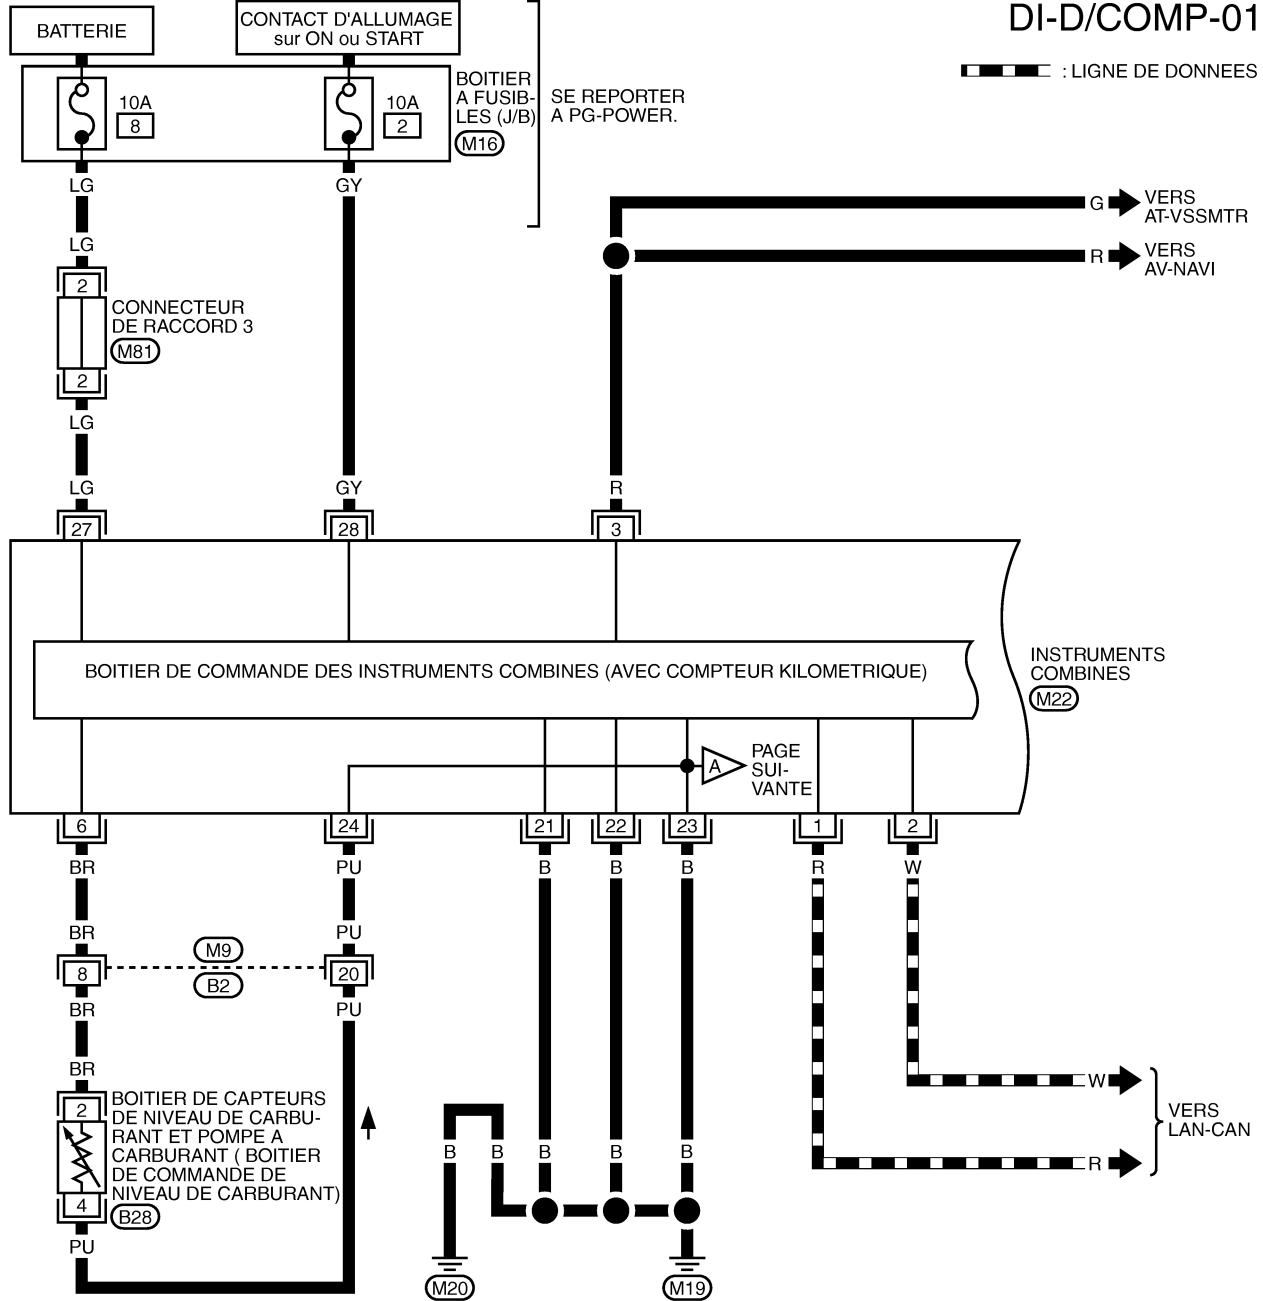 DI-D/COMP-01
: LIGNE DE DONNEES
BATTERIE
CONTACT D'ALLUMAGE
sur ON ou START
10A
8
10A
2
BOITIER
A FUSIB-
LES (J/B)
M16
SE REPORTER
A PG-POWER.
LG
GY
G
VERS
AT-VSSMTR
LG
R
VERS
AV-NAVI
2
CONNECTEUR
DE RACCORD 3
M81
2
LG
LG
GY
R
27
28
3
BOITIER DE COMMANDE DES INSTRUMENTS COMBINES (AVEC COMPTEUR KILOMETRIQUE)
INSTRUMENTS
COMBINES
M22
A
PAGE
SUI-
VANTE
6
24
21
22
23
1
2
BR
PU
B
B
B
R
W
BR
PU
M9
8
20
B2
BR
PU
BR
2
BOITIER DE CAPTEURS
DE NIVEAU DE CARBU-
RANT ET POMPE A
CARBURANT ( BOITIER
DE COMMANDE DE
NIVEAU DE CARBURANT)
B28
4
PU
B
B
B
B
B
W
R
VERS
LAN-CAN
M20
M19